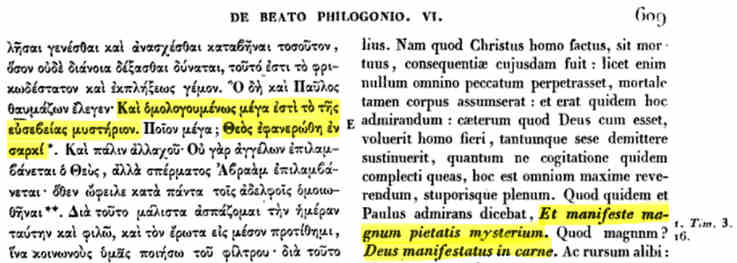 DE BEATO PHILOGONIO. VI.
609
λῆσαι γενέσθαι καὶ ἀνασχέσθαι καταβῆναι τοσοῦτον,
ὅσον οὐδὲ διάνοια δέξασθαι δύναται, τοῦτό ἐστι τὸ φρι-
κωδέστατον καὶ ἐκπλήξεως γέμον. Ὃ δὴ καὶ Παῦλος
θαυμάζων ἔλεγεν· Καὶ ὁμολογουμένως μέγα ἐστὶ τὸ τῆς
εὐσεβείας μυστήριον. Ποῖον μέγα; Θεὸς ἐφανερώθη ἐν
σαρκί*. Καὶ πάλιν ἀλλαχοῦ· Οὐ γὰρ ἀγγέλων ἐπιλαμ-
βάνεται ὁ Θεὸς, ἀλλὰ σπέρματος Ἀβραὰμ ἐπιλαμβά-
νεται· ὅθεν ὤφειλε κατὰ πάντα τοῖς ἀδελφοῖς ὁμοιω-
θῆναι**. Διὰ τοῦτο μάλιστα ἀσπάζομαι τὴν ἡμέραν
ταύτην καὶ φιλῶ, καὶ τὸν ἔρωτα εἰς μέσον προτίθημι,
ἵνα κοινωνοὺς ὑμᾶς ποιήσω τοῦ φίλτρου· διὰ τοῦτο
E
lius. Nam quod Christus homo factus, sit mor-
tuus, consequentiæ cujusdam fuit : licet enim
nullum omnino peccatum perpetrasset, mortale
tamen corpus assumserat : et erat quidem hoc
admirandum : cæterum quod Deus cum esset,
voluerit homo fieri, tantumque sese demittere
sustinuerit, quantum ne cogitatione quidem
complecti queas, hoc est omnium maxime reve-
rendum, stuporisque plenum. Quod quidem et
Paulus admirans dicebat, Et manifeste ma-
gnum pietatis mysterium. Quod magnum?
Deus manifestatus in carne. Ac rursum alibi :
1. Tim. 3.
16.